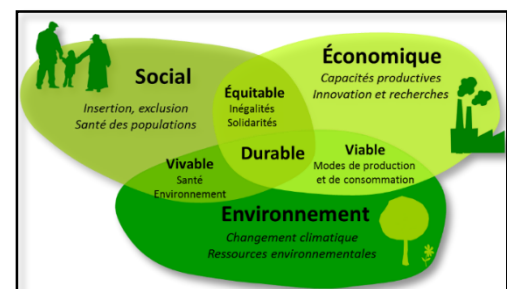 Social
Insertion, exclusion
Santé des populations
Économique
Capacités productives
Innovation et recherches
Équitable
Inégalités
Solidarités
Durable
Vivable
Santé
Environnement
Viable
Modes de production
et de consommation
Environnement
Changement climatique
Ressources environnementales